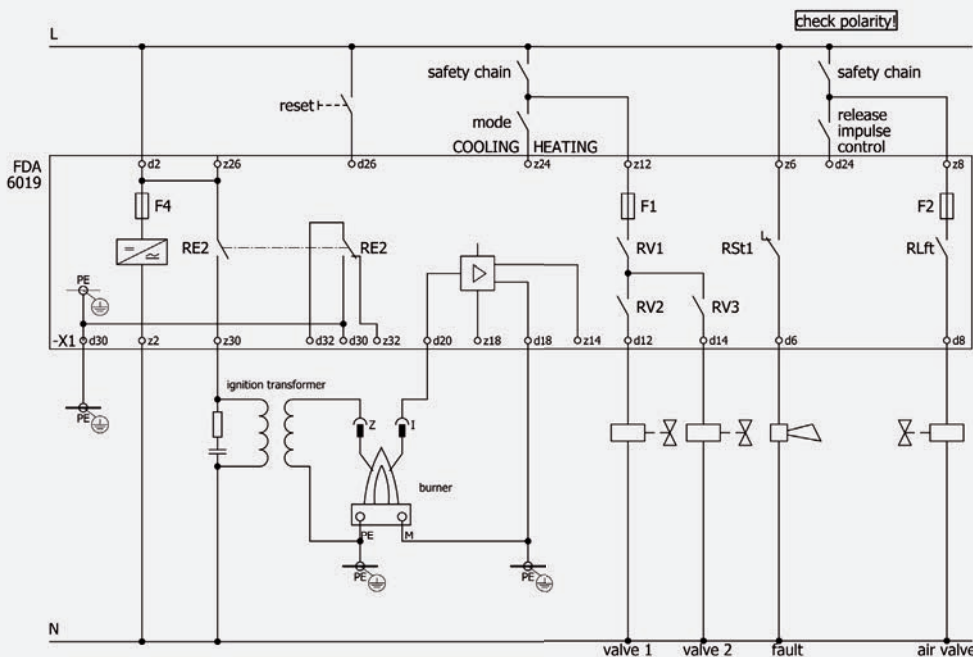 check polarity!
L
safety chain
safety chain
reset
mode
release
impulse
control
COOLING HEATING
FDA
6019
d2
z26
d26
z24
z12
z6
d24
z8
F4
F1
F2
RE2
RE2
RV1
RSt1
RLft
PE
RV2
RV3
-X1
d30
z2
z30
d32
d30
z32
d20
z18
d18
z14
d12
d14
d6
d8
ignition transformer
PE
Z
I
burner
PE
M
PE
PE
N
valve 1
valve 2
fault
air valve